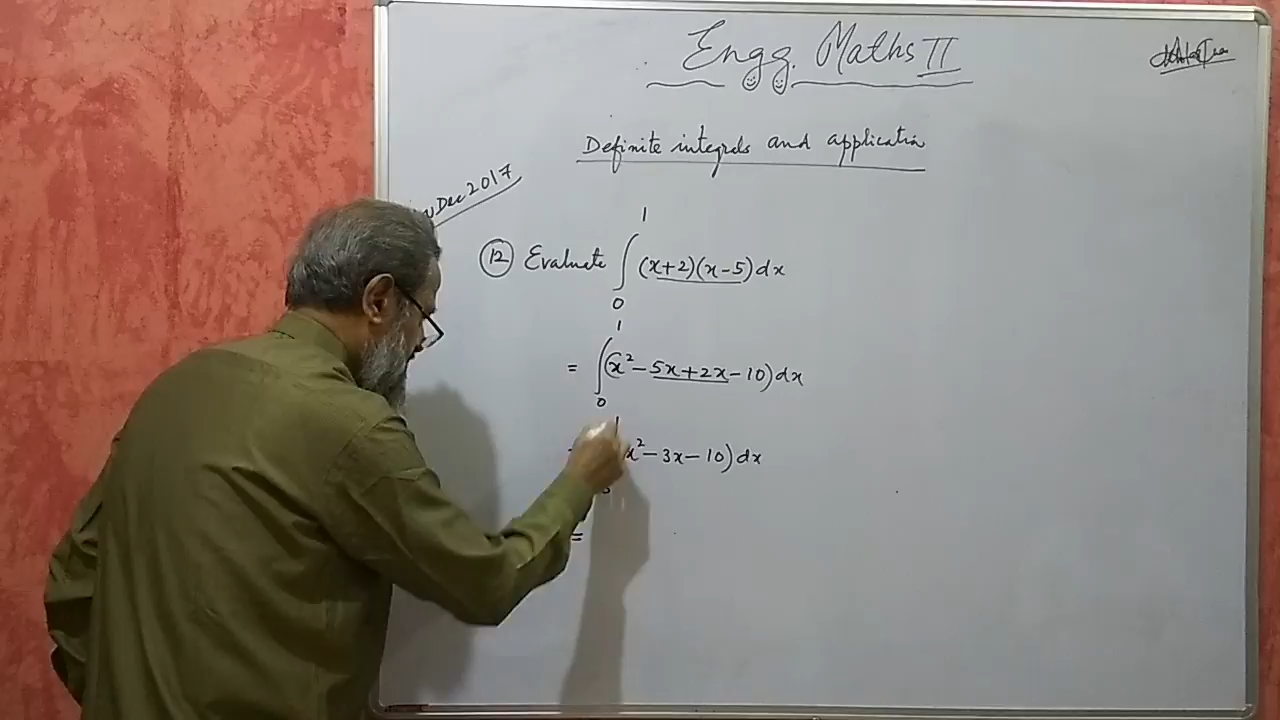 Engg. Maths II
Definite integrals and application
Dec 2017
(12) Evaluate ∫₀¹ (x+2)(x-5)dx
= ∫₀¹ (x² - 5x + 2x - 10)dx
x² - 3x - 10)dx
=